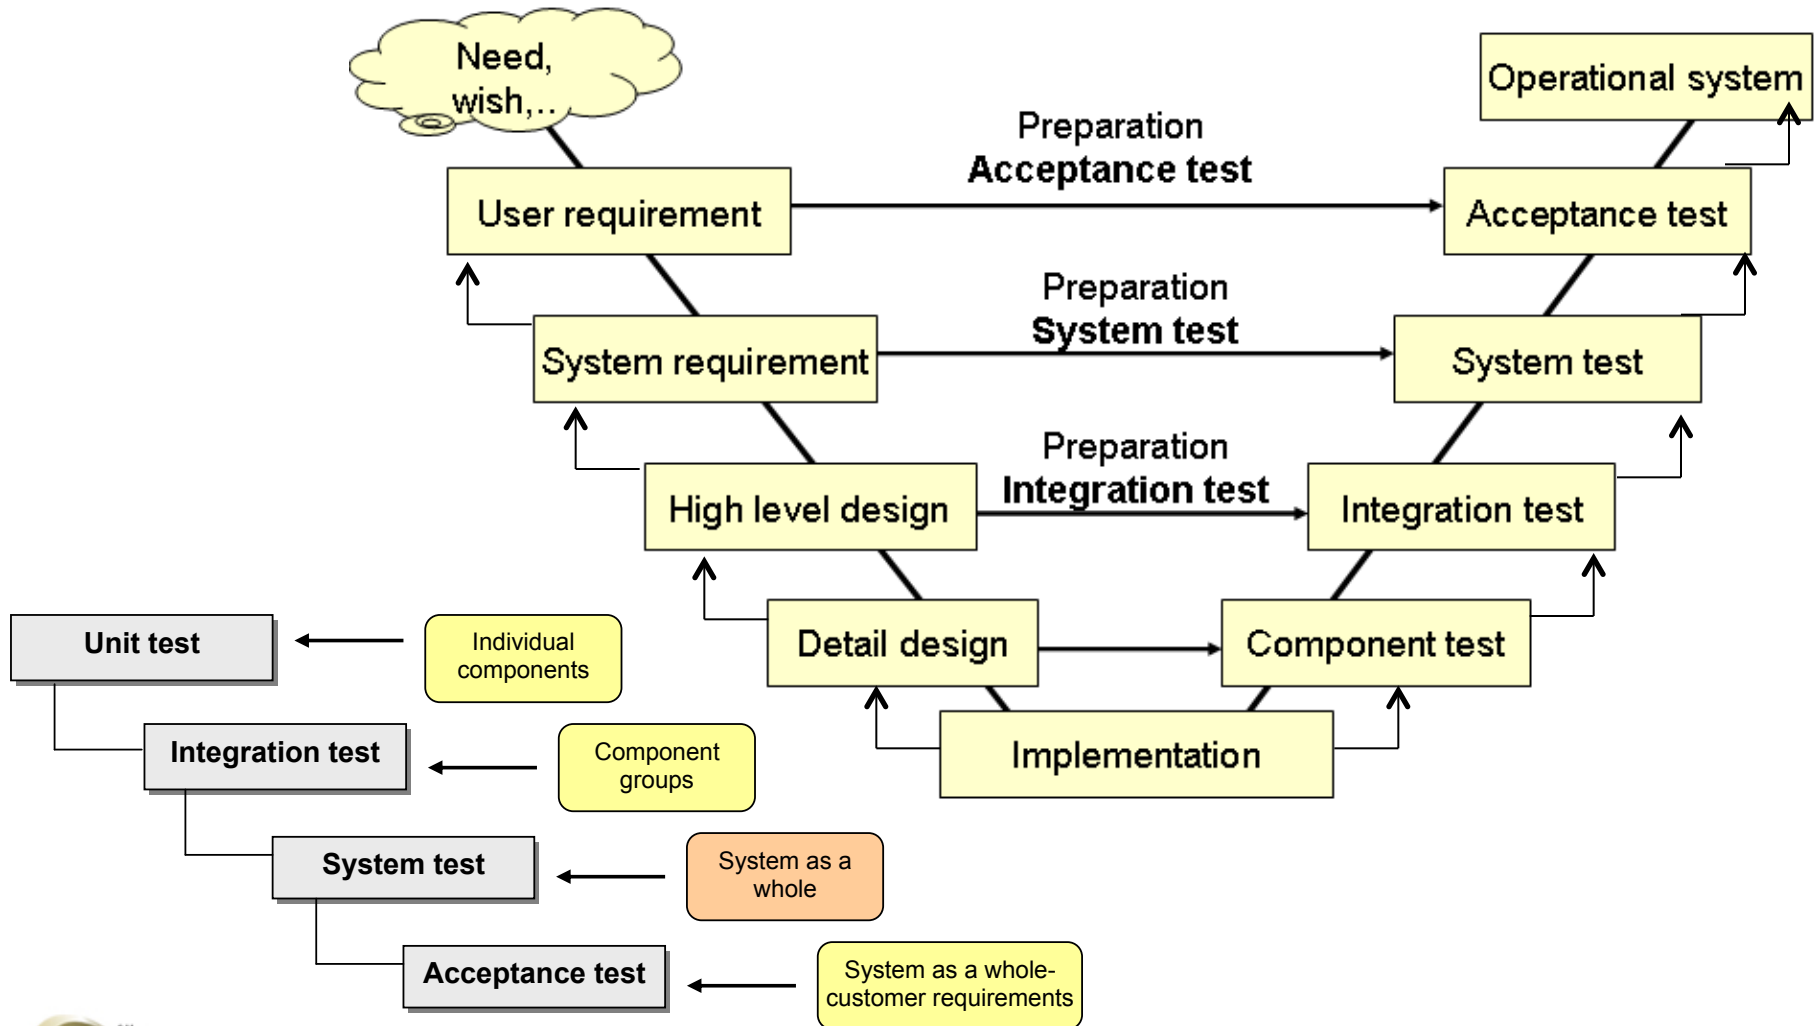 Need,
wish,..
Operational system
Preparation
Acceptance test
User requirement
Acceptance test
Preparation
System test
System requirement
System test
Preparation
Integration test
High level design
Integration test
Detail design
Component test
Implementation
Unit test
Individual
components
Integration test
Component
groups
System test
System as a
whole
Acceptance test
System as a whole-
customer requirements